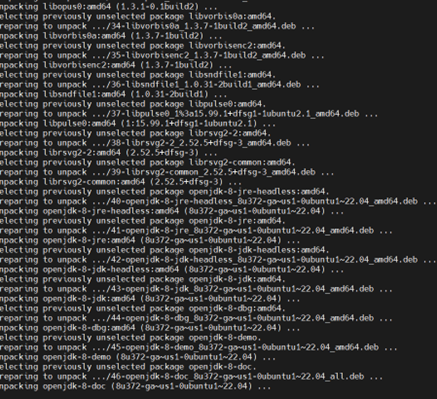 npacking libopus0:amd64 (1.3.1-0.1build2) ...
electing previously unselected package libvorbis0a:amd64.
reparing to unpack .../34-libvorbis0a_1.3.7-1build2_amd64.deb ...
npacking libvorbis0a:amd64 (1.3.7-1build2) ...
electing previously unselected package libvorbisenc2:amd64.
reparing to unpack .../35-libvorbisenc2_1.3.7-1build2_amd64.deb ...
npacking libvorbisenc2:amd64 (1.3.7-1build2) ...
electing previously unselected package libsndfile1:amd64.
reparing to unpack .../36-libsndfile1_1.0.31-2build1_amd64.deb ...
npacking libsndfile1:amd64 (1.0.31-2build1) ...
electing previously unselected package libpulse0:amd64.
reparing to unpack .../37-libpulse0_1%3a15.99.1+dfsg1-1ubuntu2.1_amd64.deb ...
npacking libpulse0:amd64 (1:15.99.1+dfsg1-1ubuntu2.1) ...
electing previously unselected package librsvg2-2:amd64.
reparing to unpack .../38-librsvg2-2_2.52.5+dfsg-3_amd64.deb ...
npacking librsvg2-2:amd64 (2.52.5+dfsg-3) ...
electing previously unselected package librsvg2-common:amd64.
reparing to unpack .../39-librsvg2-common_2.52.5+dfsg-3_amd64.deb ...
npacking librsvg2-common:amd64 (2.52.5+dfsg-3) ...
electing previously unselected package openjdk-8-jre-headless:amd64.
reparing to unpack .../40-openjdk-8-jre-headless_8u372-ga~us1-0ubuntu1~22.04_amd64.deb ...
npacking openjdk-8-jre-headless:amd64 (8u372-ga~us1-0ubuntu1~22.04) ...
electing previously unselected package openjdk-8-jre:amd64.
reparing to unpack .../41-openjdk-8-jre_8u372-ga~us1-0ubuntu1~22.04_amd64.deb ...
npacking openjdk-8-jre:amd64 (8u372-ga~us1-0ubuntu1~22.04) ...
electing previously unselected package openjdk-8-jdk-headless:amd64.
reparing to unpack .../42-openjdk-8-jdk-headless_8u372-ga~us1-0ubuntu1~22.04_amd64.deb ...
npacking openjdk-8-jdk-headless:amd64 (8u372-ga~us1-0ubuntu1~22.04) ...
electing previously unselected package openjdk-8-jdk:amd64.
reparing to unpack .../43-openjdk-8-jdk_8u372-ga~us1-0ubuntu1~22.04_amd64.deb ...
npacking openjdk-8-jdk:amd64 (8u372-ga~us1-0ubuntu1~22.04) ...
electing previously unselected package openjdk-8-dbg:amd64.
reparing to unpack .../44-openjdk-8-dbg_8u372-ga~us1-0ubuntu1~22.04_amd64.deb ...
npacking openjdk-8-dbg:amd64 (8u372-ga~us1-0ubuntu1~22.04) ...
electing previously unselected package openjdk-8-demo.
reparing to unpack .../45-openjdk-8-demo_8u372-ga~us1-0ubuntu1~22.04_amd64.deb ...
npacking openjdk-8-demo (8u372-ga~us1-0ubuntu1~22.04) ...
electing previously unselected package openjdk-8-doc.
reparing to unpack .../46-openjdk-8-doc_8u372-ga~us1-0ubuntu1~22.04_all.deb ...
npacking openjdk-8-doc (8u372-ga~us1-0ubuntu1~22.04) ...